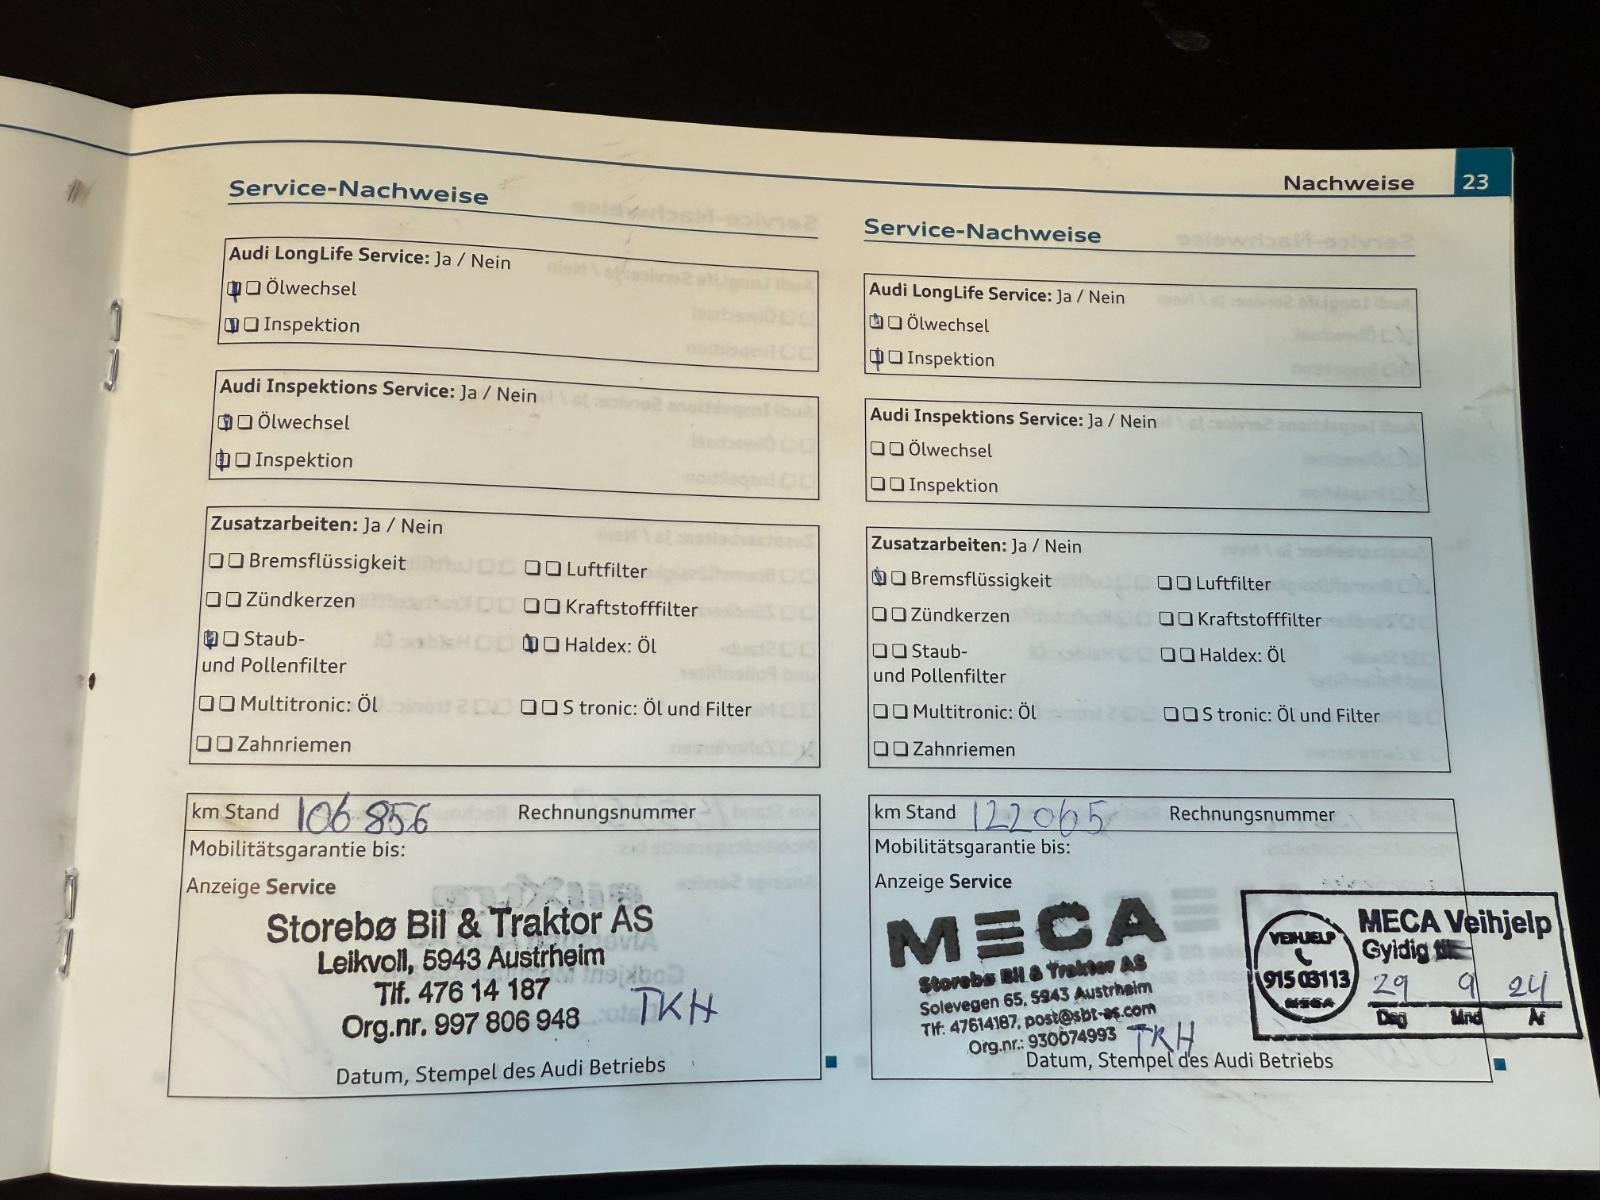 Nachweise 23
Service-Nachweise
Audi LongLife Service: Ja / Nein
Ölwechsel
Inspektion
Audi Inspektions Service: Ja / Nein
Ölwechsel
Inspektion
Zusatzarbeiten: Ja / Nein
Bremsflüssigkeit Luftfilter
Zündkerzen Kraftstofffilter
Staub- Haldex: Öl
und Pollenfilter
Multitronic: Öl S tronic: Öl und Filter
Zahnriemen
km Stand 106856 Rechnungsnummer
Mobilitätsgarantie bis:
Anzeige Service
Storebø Bil & Traktor AS
Leikvoll, 5943 Austrheim
Tlf. 476 14 187
Org.nr. 997 806 948
TKH
Datum, Stempel des Audi Betriebs
Service-Nachweise
Audi LongLife Service: Ja / Nein
Ölwechsel
Inspektion
Audi Inspektions Service: Ja / Nein
Ölwechsel
Inspektion
Zusatzarbeiten: Ja / Nein
Bremsflüssigkeit Luftfilter
Zündkerzen Kraftstofffilter
Staub- Haldex: Öl
und Pollenfilter
Multitronic: Öl S tronic: Öl und Filter
Zahnriemen
km Stand 122065 Rechnungsnummer
Mobilitätsgarantie bis:
Anzeige Service
MECA
Storebø Bil & Traktor AS
Solevegen 65, 5943 Austrheim
Tlf: 47614187, post@sbt-as.com
Org.nr.: 930074993
TKH
MECA Veihjelp
Gyldig
VEIHJELP
915 03113
MECA
29 9 24
Dag Mnd År
Datum, Stempel des Audi Betriebs